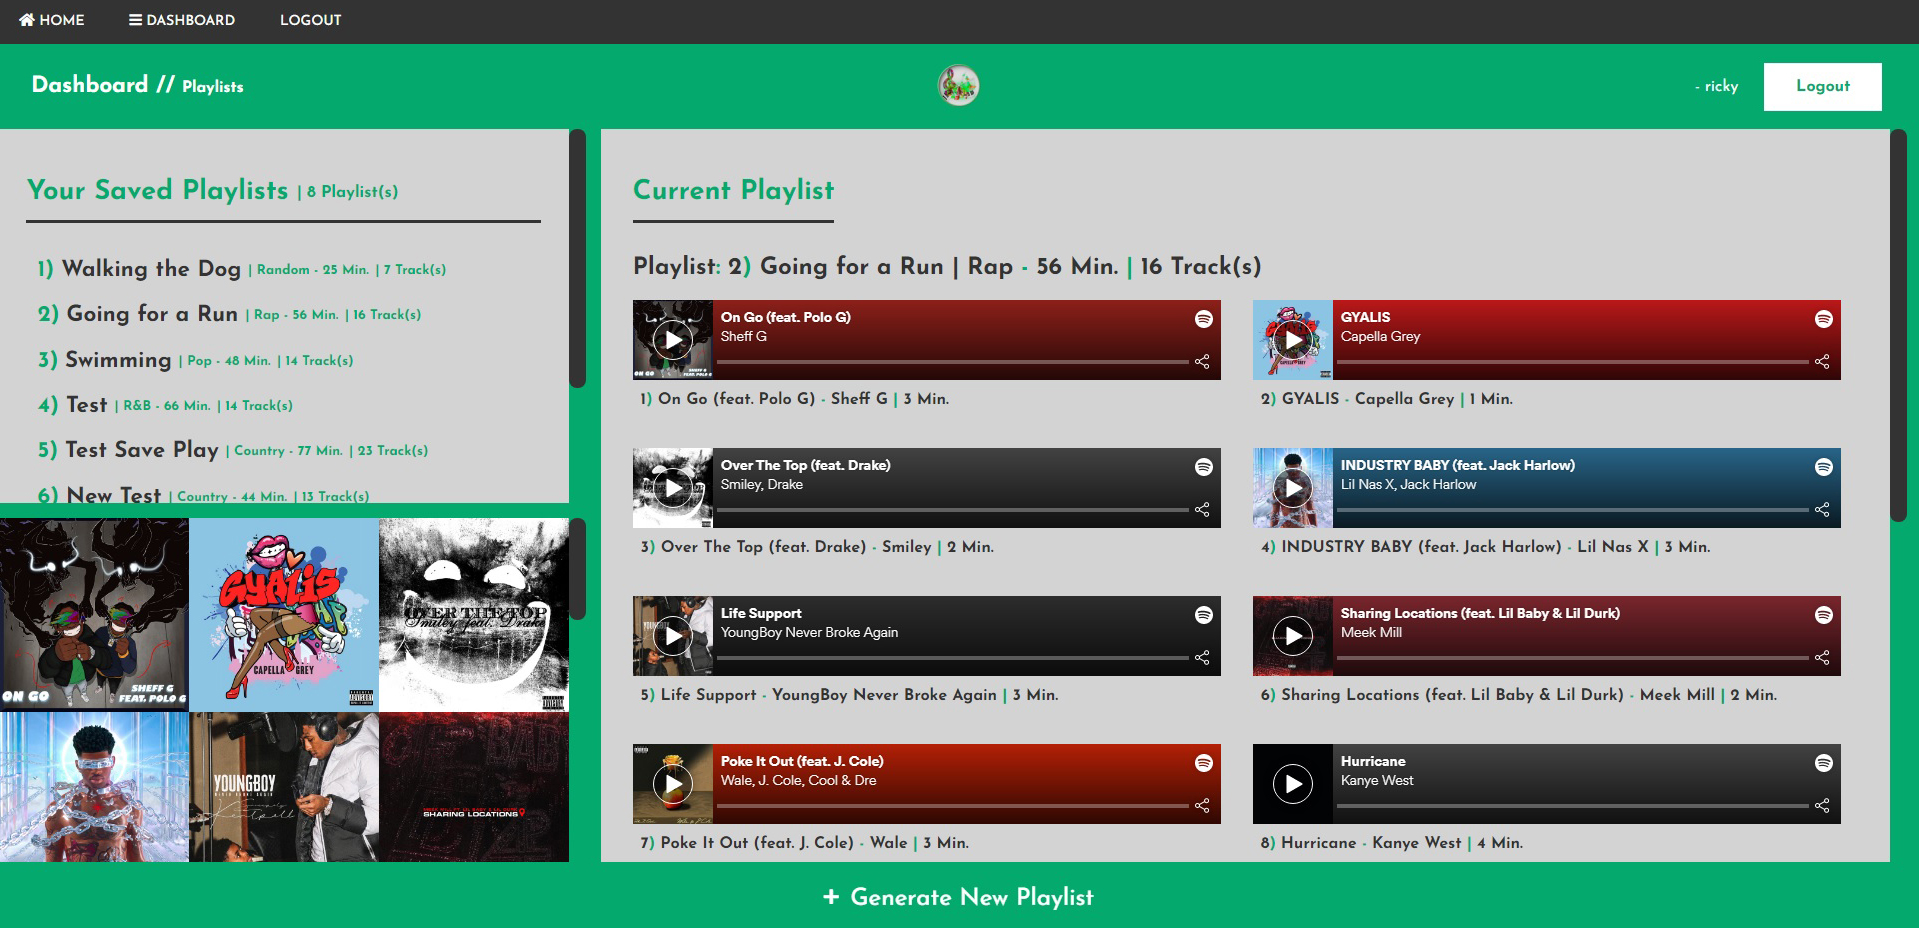 HOME DASHBOARD LOGOUT
Dashboard // Playlists
- ricky
Logout
Your Saved Playlists | 8 Playlist(s)
1) Walking the Dog | Random - 25 Min. | 7 Track(s)
2) Going for a Run | Rap - 56 Min. | 16 Track(s)
3) Swimming | Pop - 48 Min. | 14 Track(s)
4) Test | R&B - 66 Min. | 14 Track(s)
5) Test Save Play | Country - 77 Min. | 23 Track(s)
6) New Test | Country - 44 Min. | 13 Track(s)
ON GO
SHEFF G
FEAT. POLO G
GYALIS
CAPELLA GREY
OVER THE TOP
Smiley feat. Drake
YOUNGBOY
NEVER BROKE AGAIN
MEEK MILL FT. LIL BABY & LIL DURK
SHARING LOCATIONS
Current Playlist
Playlist: 2) Going for a Run | Rap - 56 Min. | 16 Track(s)
On Go (feat. Polo G)
Sheff G
1) On Go (feat. Polo G) - Sheff G | 3 Min.
GYALIS
Capella Grey
2) GYALIS - Capella Grey | 1 Min.
Over The Top (feat. Drake)
Smiley, Drake
3) Over The Top (feat. Drake) - Smiley | 2 Min.
INDUSTRY BABY (feat. Jack Harlow)
Lil Nas X, Jack Harlow
4) INDUSTRY BABY (feat. Jack Harlow) - Lil Nas X | 3 Min.
Life Support
YoungBoy Never Broke Again
5) Life Support - YoungBoy Never Broke Again | 3 Min.
Sharing Locations (feat. Lil Baby & Lil Durk)
Meek Mill
6) Sharing Locations (feat. Lil Baby & Lil Durk) - Meek Mill | 2 Min.
Poke It Out (feat. J. Cole)
Wale, J. Cole, Cool & Dre
7) Poke It Out (feat. J. Cole) - Wale | 3 Min.
Hurricane
Kanye West
8) Hurricane - Kanye West | 4 Min.
+ Generate New Playlist